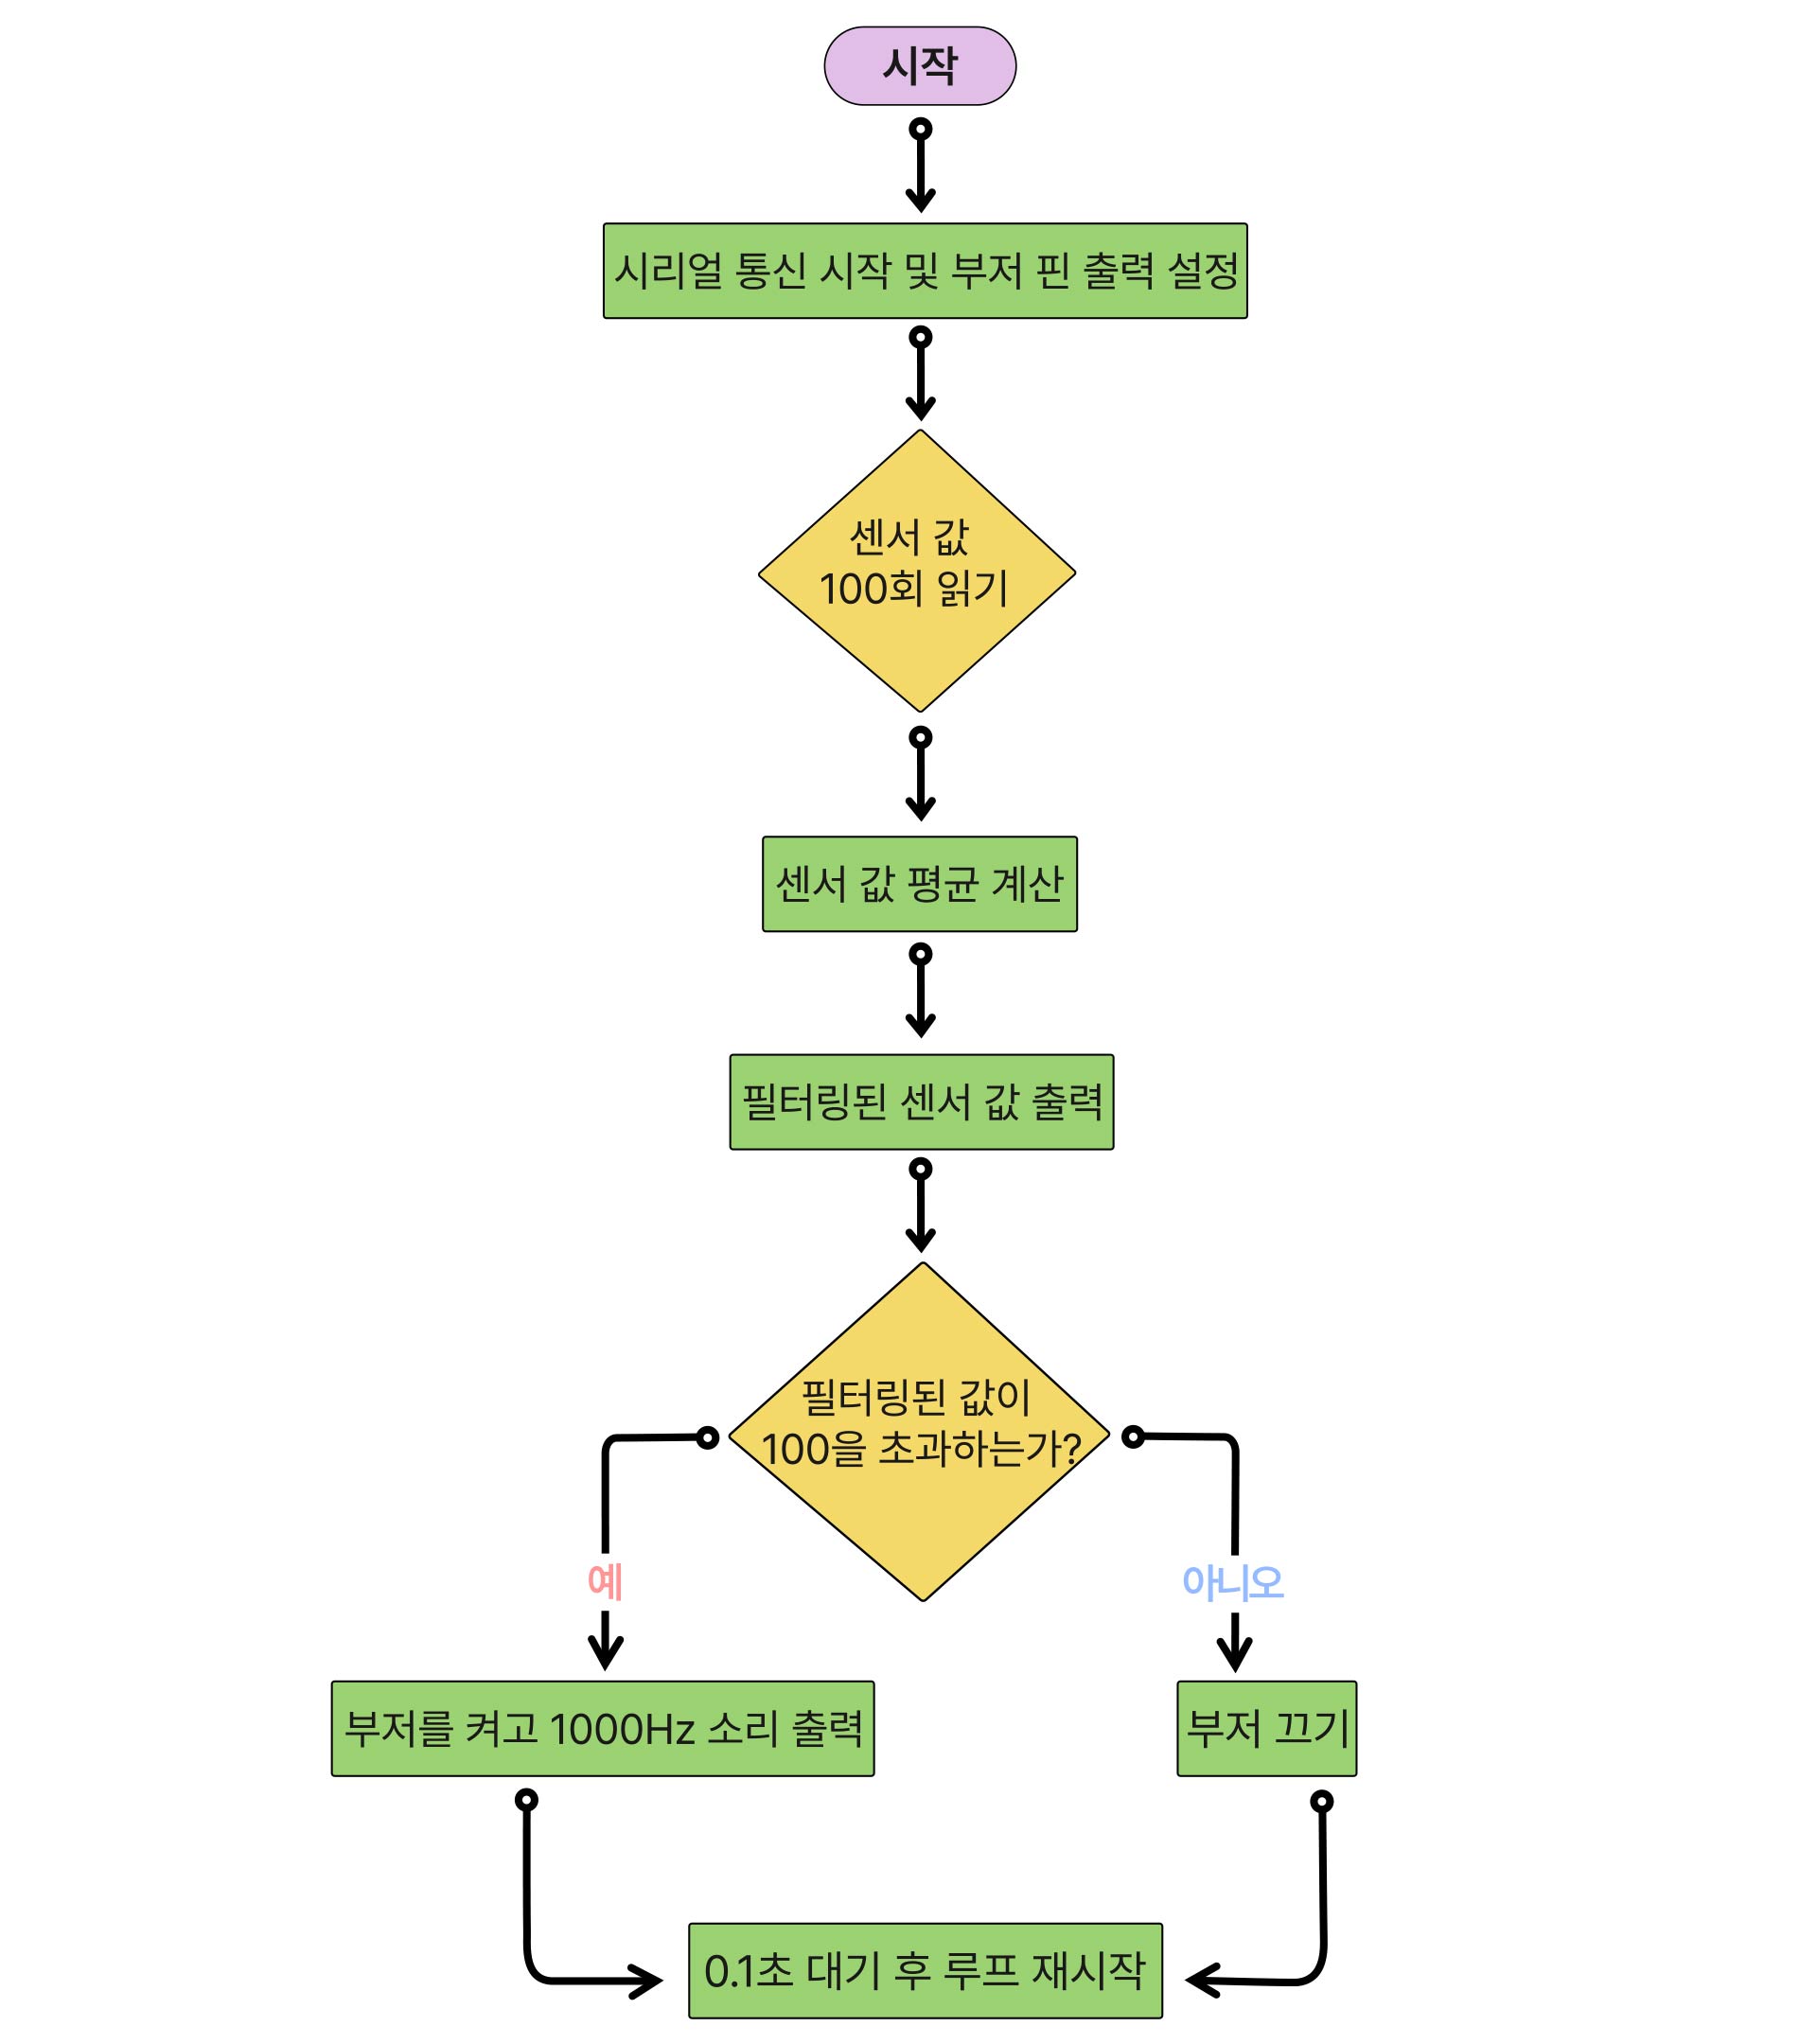 시작
시리얼 통신 시작 및 부저 핀 출력 설정
센서 값
100회 읽기
센서 값 평균 계산
필터링된 센서 값 출력
필터링된 값이
100을 초과하는가?
예
아니오
부저를 켜고 1000Hz 소리 출력
부저 끄기
0.1초 대기 후 루프 재시작